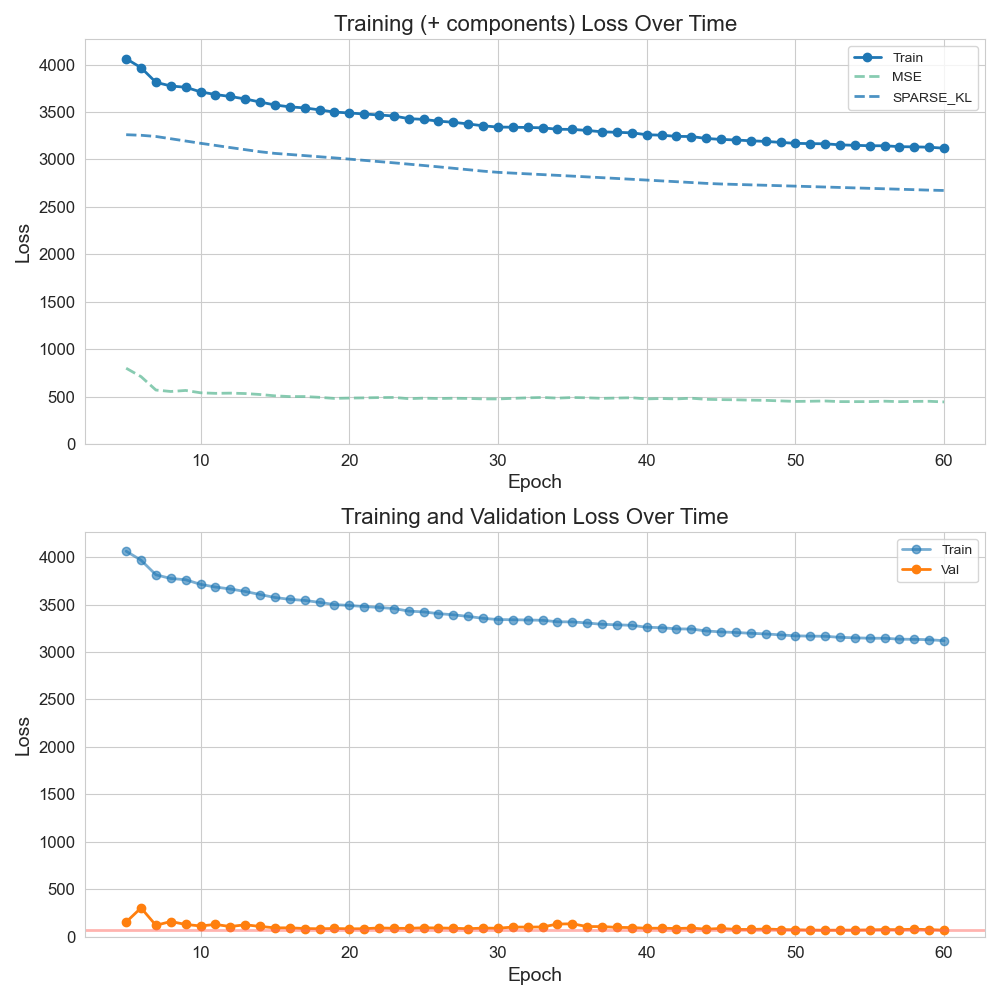 Training (+ components) Loss Over Time
Loss
4000
3500
3000
2500
2000
1500
1000
500
0
Train
MSE
SPARSE_KL
10 20 30 40 50 60
Epoch
Training and Validation Loss Over Time
Loss
4000
3500
3000
2500
2000
1500
1000
500
0
Train
Val
10 20 30 40 50 60
Epoch